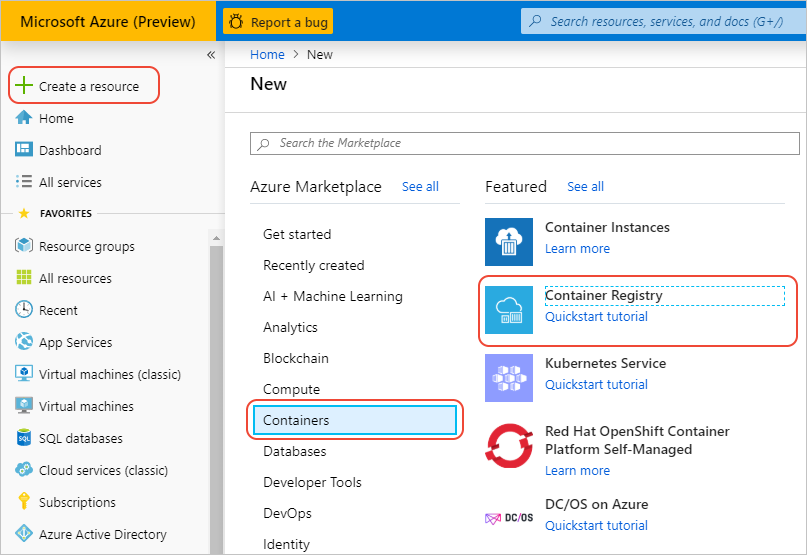 Microsoft Azure (Preview)
Report a bug
Search resources, services, and docs (G+/)
«
Create a resource
Home
Dashboard
All services
FAVORITES
Resource groups
All resources
Recent
App Services
Virtual machines (classic)
Virtual machines
SQL databases
Cloud services (classic)
Subscriptions
Azure Active Directory
Home > New
New
Search the Marketplace
Azure Marketplace See all
Get started
Recently created
AI + Machine Learning
Analytics
Blockchain
Compute
Containers
Databases
Developer Tools
DevOps
Identity
Featured See all
Container Instances
Learn more
Container Registry
Quickstart tutorial
Kubernetes Service
Quickstart tutorial
Red Hat OpenShift Container
Platform Self-Managed
Learn more
DC/OS
DC/OS on Azure
Quickstart tutorial